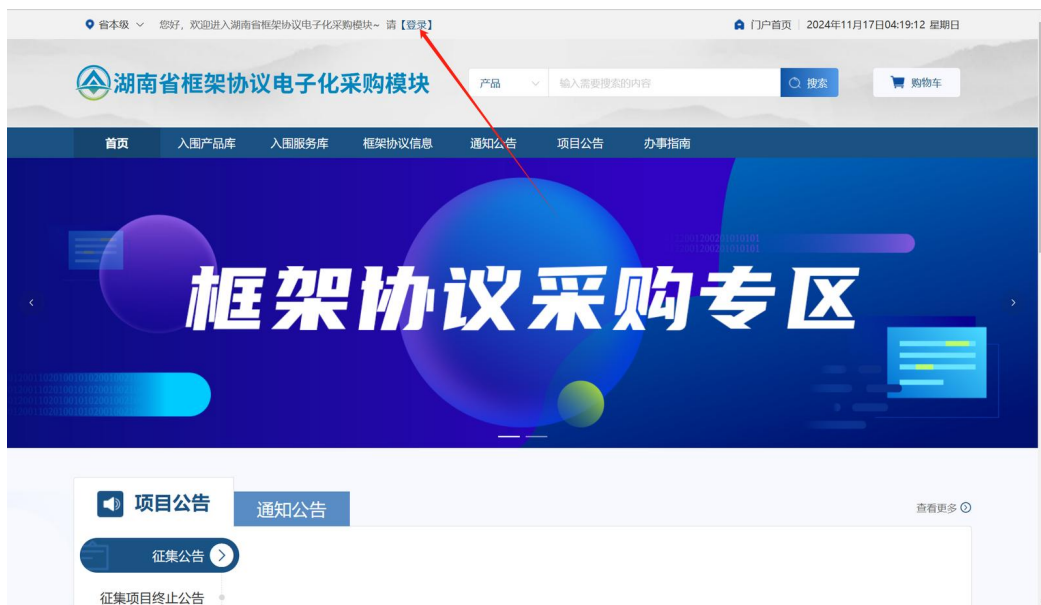 省本级 您好，欢迎进入湖南省框架协议电子化采购模块~ 请【登录】 门户首页 2024年11月17日04:19:12 星期日
湖南省框架协议电子化采购模块 产品 输入需要搜索的内容 搜索 购物车
首页 入围产品库 入围服务库 框架协议信息 通知公告 项目公告 办事指南
框架协议采购专区
项目公告 通知公告 查看更多
征集公告
征集项目终止公告